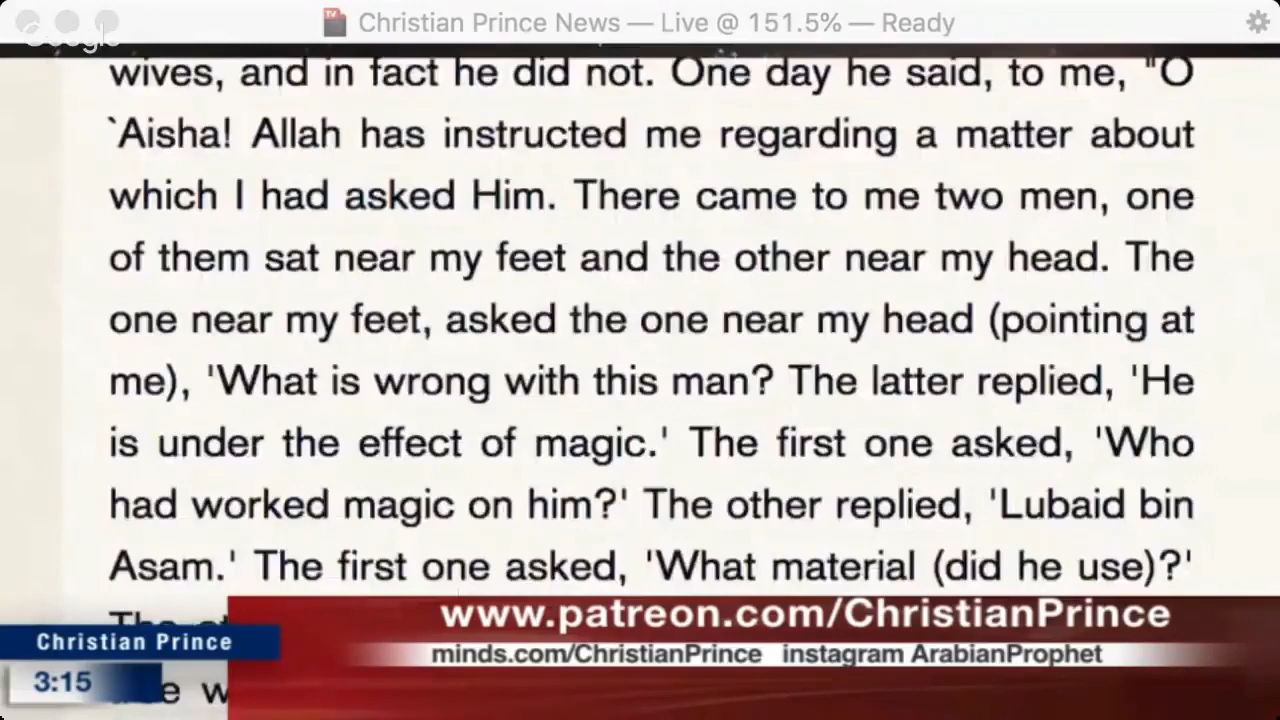 Christian Prince News — Live @ 151.5% — Ready
Google
wives, and in fact he did not. One day he said, to me, "O
`Aisha! Allah has instructed me regarding a matter about
which I had asked Him. There came to me two men, one
of them sat near my feet and the other near my head. The
one near my feet, asked the one near my head (pointing at
me), 'What is wrong with this man? The latter replied, 'He
is under the effect of magic.' The first one asked, 'Who
had worked magic on him?' The other replied, 'Lubaid bin
Asam.' The first one asked, 'What material (did he use)?'
www.patreon.com/ChristianPrince
Christian Prince
minds.com/ChristianPrince instagram ArabianProphet
3:15